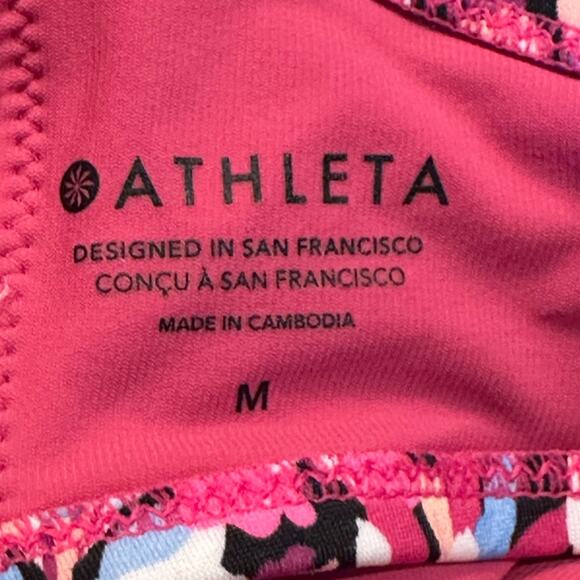 ATHLETA
DESIGNED IN SAN FRANCISCO
CONÇU À SAN FRANCISCO
MADE IN CAMBODIA
M